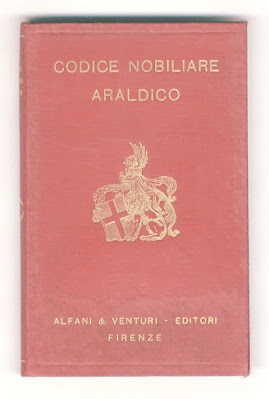 CODICE NOBILIARE
ARALDICO
ALFANI & VENTURI - EDITORI
FIRENZE